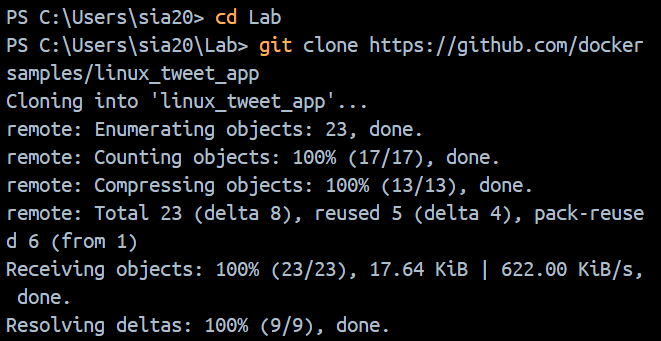 PS C:\Users\sia20> cd Lab
PS C:\Users\sia20\Lab> git clone https://github.com/docker
samples/linux_tweet_app
Cloning into 'linux_tweet_app'...
remote: Enumerating objects: 23, done.
remote: Counting objects: 100% (17/17), done.
remote: Compressing objects: 100% (13/13), done.
remote: Total 23 (delta 8), reused 5 (delta 4), pack-reuse
d 6 (from 1)
Receiving objects: 100% (23/23), 17.64 KiB | 622.00 KiB/s,
 done.
Resolving deltas: 100% (9/9), done.